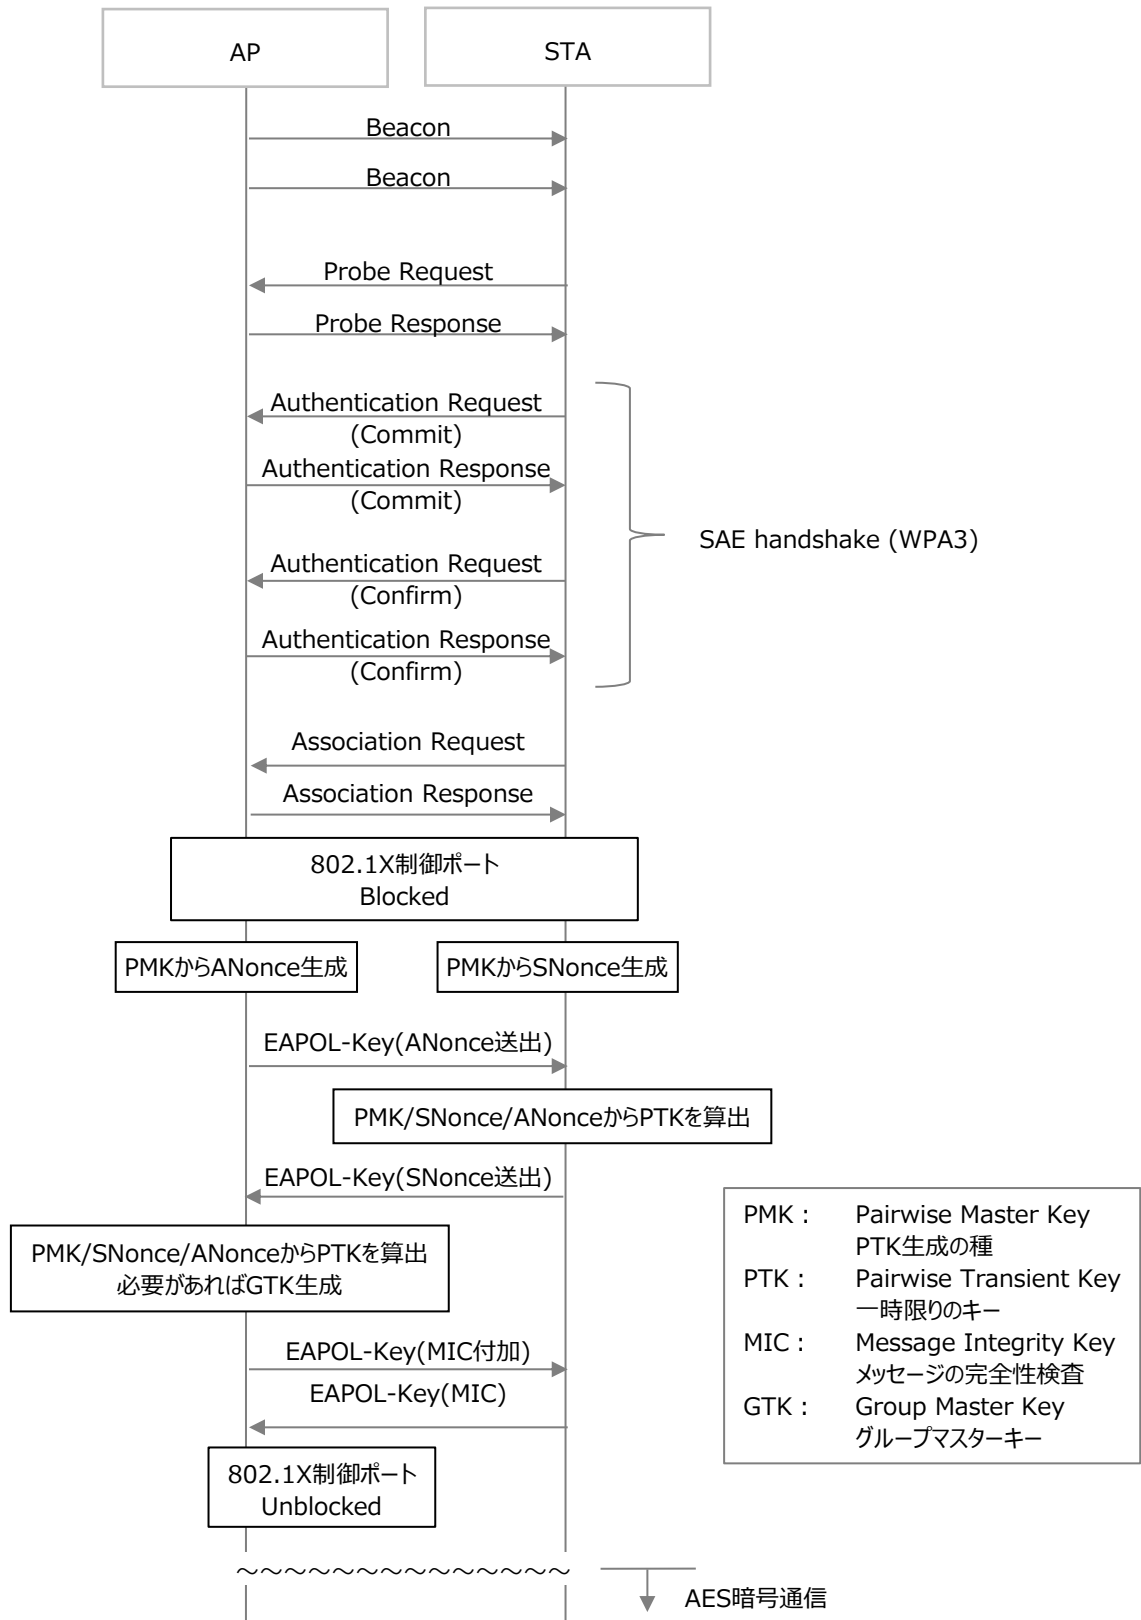 AP
STA
Beacon
Beacon
Probe Request
Probe Response
Authentication Request
(Commit)
Authentication Response
(Commit)
SAE handshake (WPA3)
Authentication Request
(Confirm)
Authentication Response
(Confirm)
Association Request
Association Response
802.1X制御ポート
Blocked
PMKからANonce生成
PMKからSNonce生成
EAPOL-Key(ANonce送出)
PMK/SNonce/ANonceからPTKを算出
EAPOL-Key(SNonce送出)
PMK/SNonce/ANonceからPTKを算出
必要があればGTK生成
EAPOL-Key(MIC付加)
EAPOL-Key(MIC)
802.1X制御ポート
Unblocked
PMK : Pairwise Master Key
PTK生成の種
PTK : Pairwise Transient Key
一時限りのキー
MIC : Message Integrity Key
メッセージの完全性検査
GTK : Group Master Key
グループマスターキー
~~~~~~~~~~~~~~
AES暗号通信